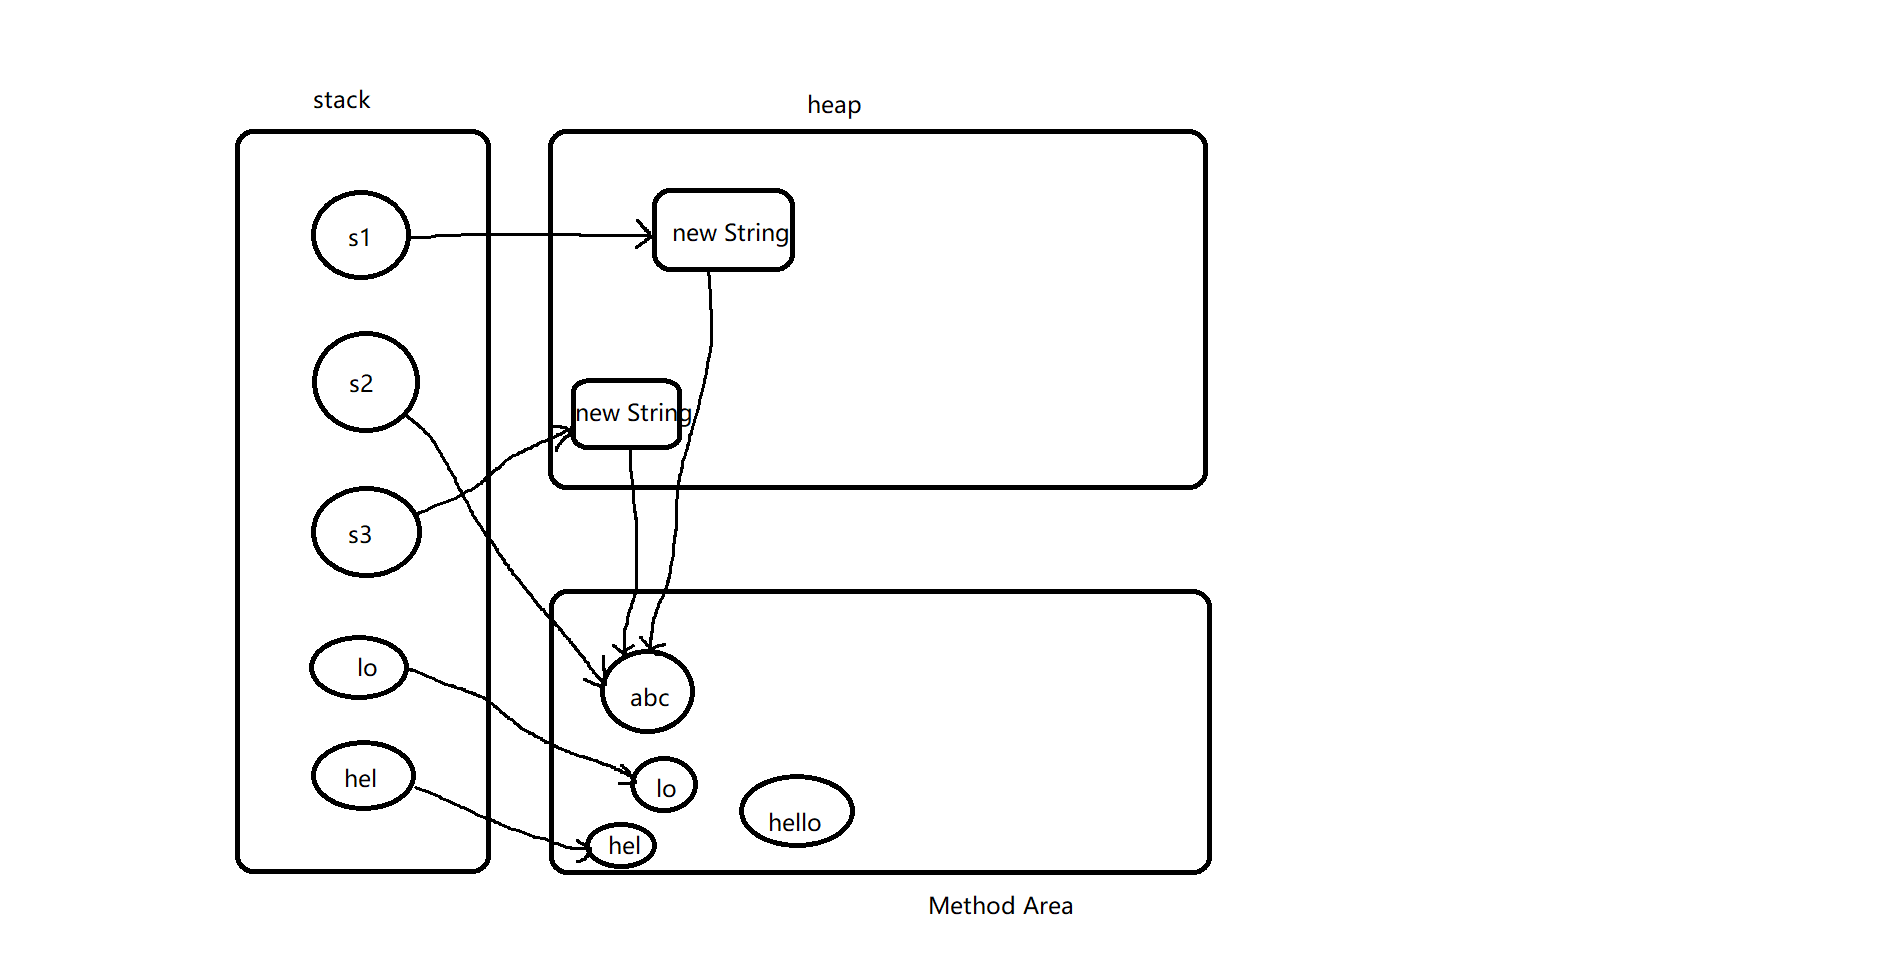 stack
heap
s1
new String
s2
new String
s3
lo
abc
hel
lo
hello
hel
Method Area